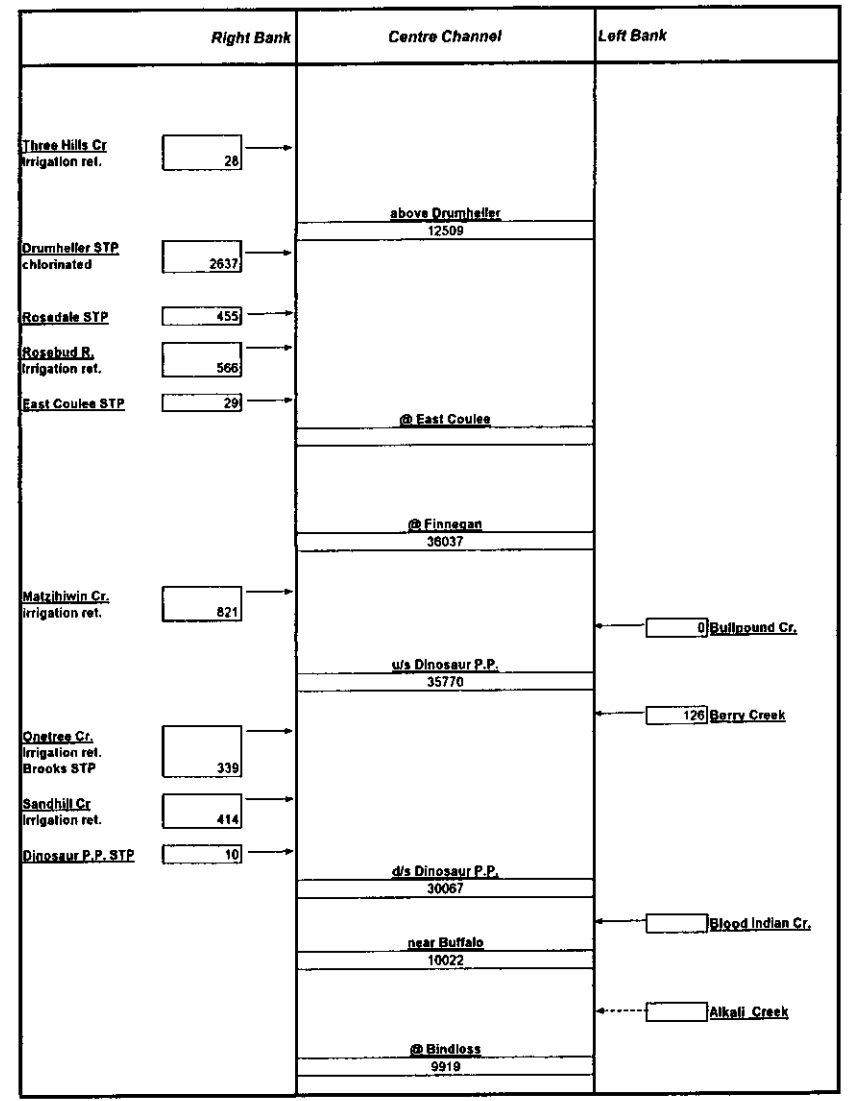 Right Bank
Centre Channel
Left Bank
Three Hills Cr
Irrigation ret.
28
above Drumheller
12509
Drumheller STP
chlorinated
2637
Rosedale STP
455
Rosebud R.
Irrigation ret.
566
East Coulee STP
29
@ East Coulee
@ Finnegan
36037
Matzihiwin Cr.
irrigation ret.
821
0 Bullpound Cr.
u/s Dinosaur P.P.
35770
126 Berry Creek
Onetree Cr.
Irrigation ret.
Brooks STP
339
Sandhill Cr
Irrigation ret.
414
Dinosaur P.P. STP
10
d/s Dinosaur P.P.
30067
Blood Indian Cr.
near Buffalo
10022
Alkali Creek
@ Bindloss
9919